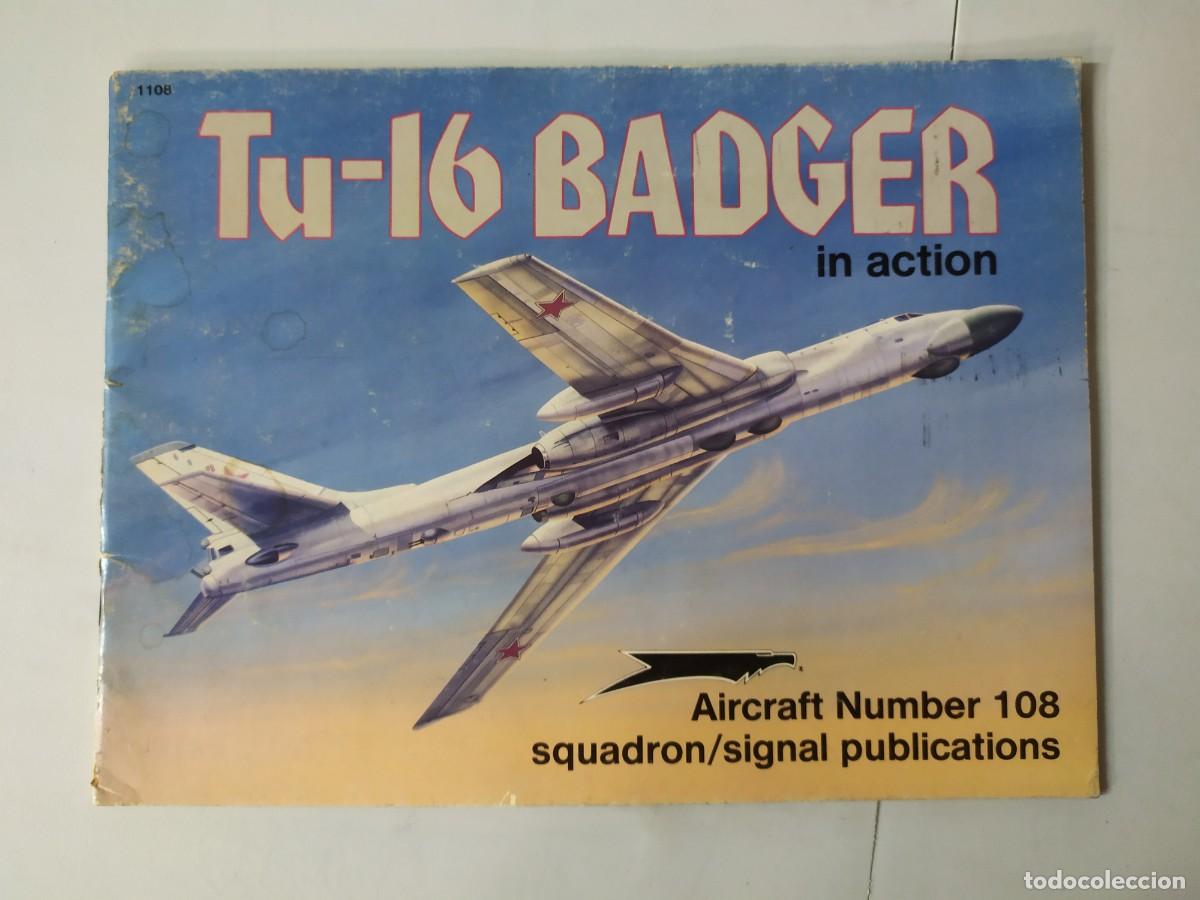 1108
Tu-16 BADGER
in action
Aircraft Number 108
squadron/signal publications
todocoleccion